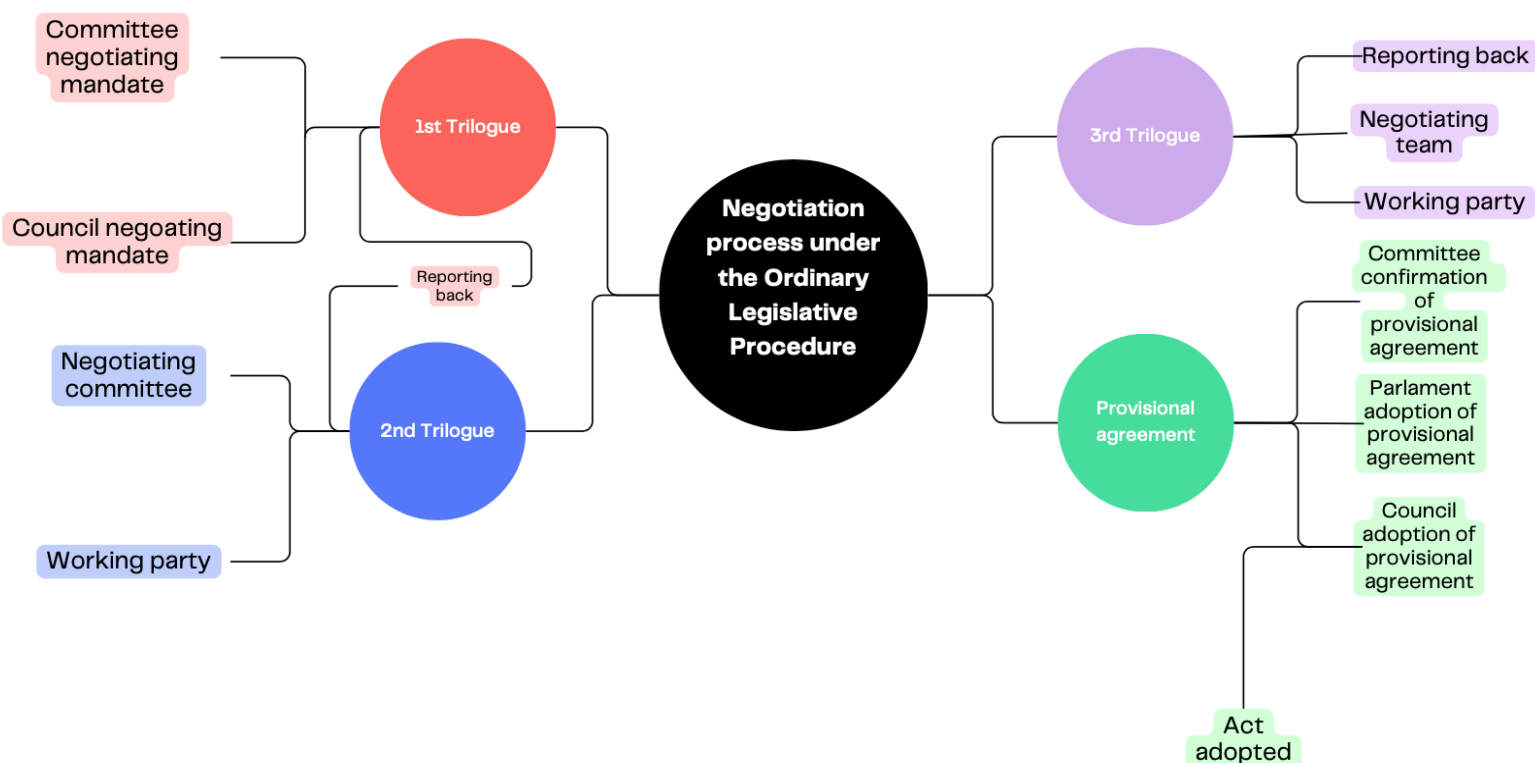 Committee
negotiating
mandate
1st Trilogue
Council negoating
mandate
Reporting
back
Negotiating
committee
2nd Trilogue
Working party
Negotiation
process under
the Ordinary
Legislative
Procedure
3rd Trilogue
Reporting back
Negotiating
team
Working party
Provisional
agreement
Committee
confirmation
of
provisional
agreement
Parlament
adoption of
provisional
agreement
Council
adoption of
provisional
agreement
Act
adopted